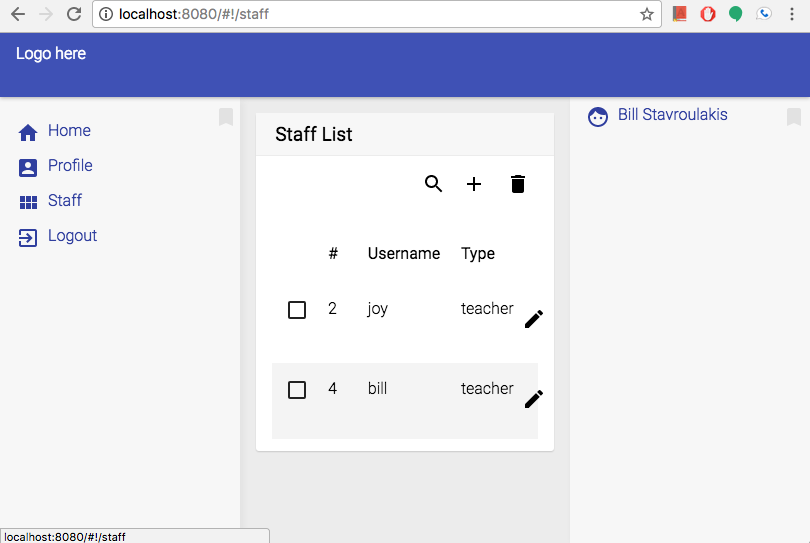 localhost:8080/#!/staff
Logo here
Home
Profile
Staff
Logout
Staff List
# Username Type
2 joy teacher
4 bill teacher
Bill Stavroulakis
localhost:8080/#!/staff